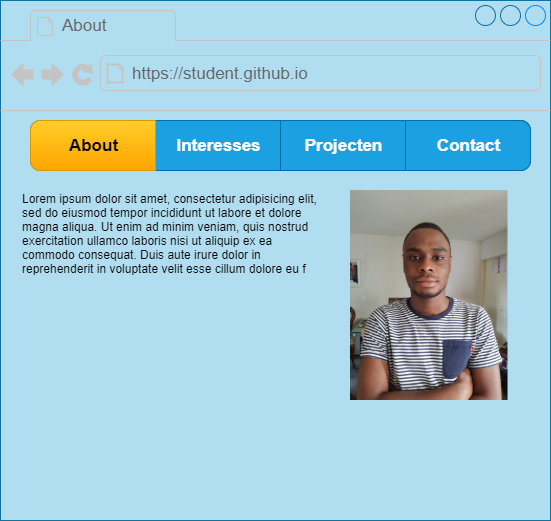 About
https://student.github.io
About Interesses Projecten Contact
Lorem ipsum dolor sit amet, consectetur adipisicing elit,
sed do eiusmod tempor incididunt ut labore et dolore
magna aliqua. Ut enim ad minim veniam, quis nostrud
exercitation ullamco laboris nisi ut aliquip ex ea
commodo consequat. Duis aute irure dolor in
reprehenderit in voluptate velit esse cillum dolore eu f